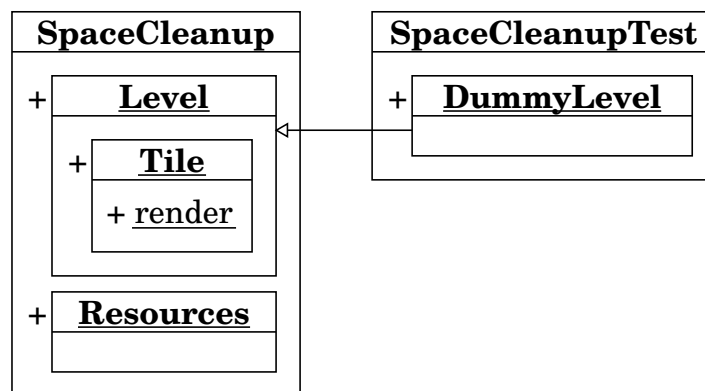 SpaceCleanup
+ Level
+ Tile
+ render
+ Resources
SpaceCleanupTest
+ DummyLevel